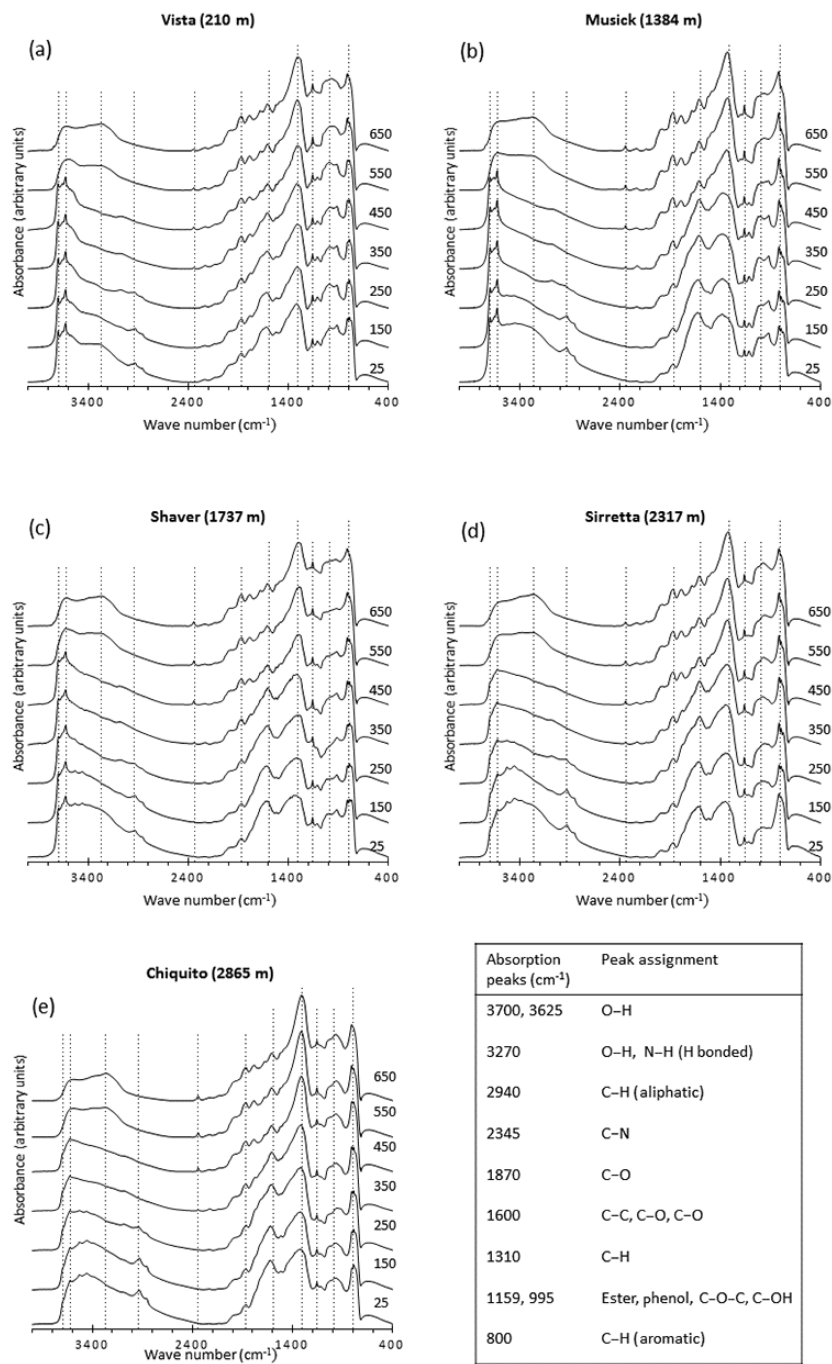 Vista (210 m)
(a)
Absorbance (arbitrary units)
650
550
450
350
250
150
25
3400 2400 1400 400
Wave number (cm⁻¹)
Musick (1384 m)
(b)
Absorbance (arbitrary units)
650
550
450
350
250
150
25
3400 2400 1400 400
Wave number (cm⁻¹)
Shaver (1737 m)
(c)
Absorbance (arbitrary units)
650
550
450
350
250
150
25
3400 2400 1400 400
Wave number (cm⁻¹)
Sirretta (2317 m)
(d)
Absorbance (arbitrary units)
650
550
450
350
250
150
25
3400 2400 1400 400
Wave number (cm⁻¹)
Chiquito (2865 m)
(e)
Absorbance (arbitrary units)
650
550
450
350
250
150
25
3400 2400 1400 400
Wave number (cm⁻¹)
Absorption Peak assignment
peaks (cm⁻¹)
3700, 3625 O–H
3270 O–H, N–H (H bonded)
2940 C–H (aliphatic)
2345 C–N
1870 C–O
1600 C–C, C–O, C–O
1310 C–H
1159, 995 Ester, phenol, C–O–C, C–OH
800 C–H (aromatic)